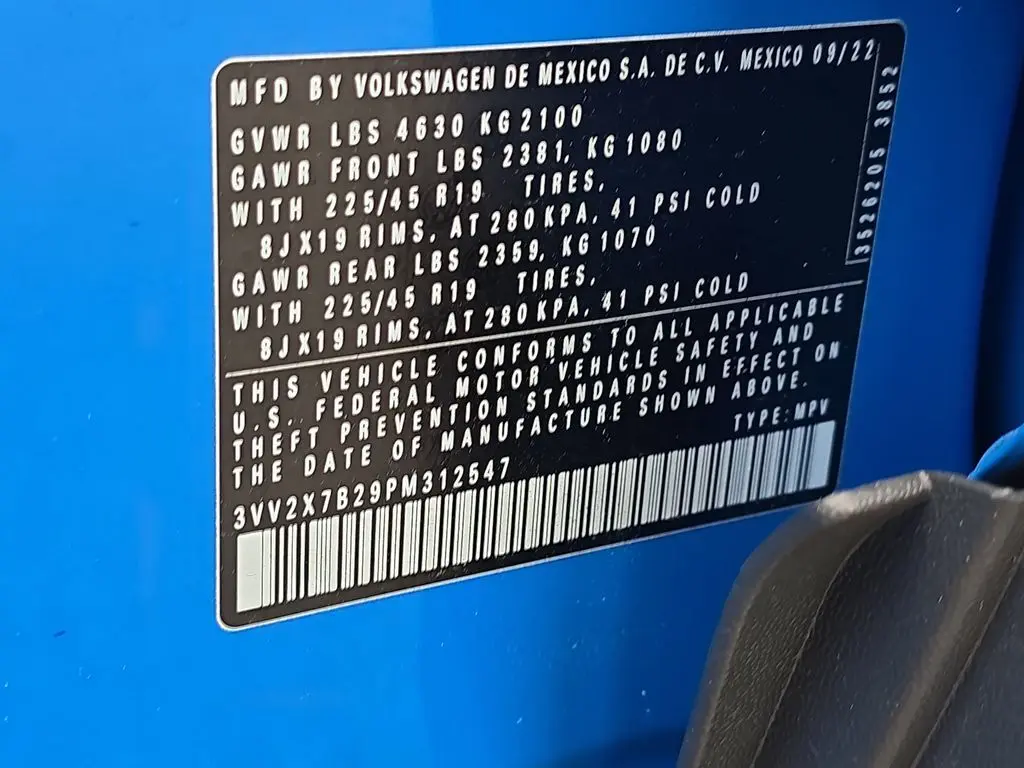 MFD BY VOLKSWAGEN DE MEXICO S.A. DE C.V. MEXICO 09/22
GVWR LBS 4630 KG 2100
GAWR FRONT LBS 2381, KG 1080
WITH 225/45 R19 TIRES,
8JX19 RIMS, AT 280 KPA, 41 PSI COLD
GAWR REAR LBS 2359, KG 1070
WITH 225/45 R19 TIRES,
8JX19 RIMS, AT 280 KPA, 41 PSI COLD
THIS VEHICLE CONFORMS TO ALL APPLICABLE
U.S. FEDERAL MOTOR VEHICLE SAFETY AND
THEFT PREVENTION STANDARDS IN EFFECT ON
THE DATE OF MANUFACTURE SHOWN ABOVE.
TYPE: MPV
3VV2X7B29PM312547
3526205 3852